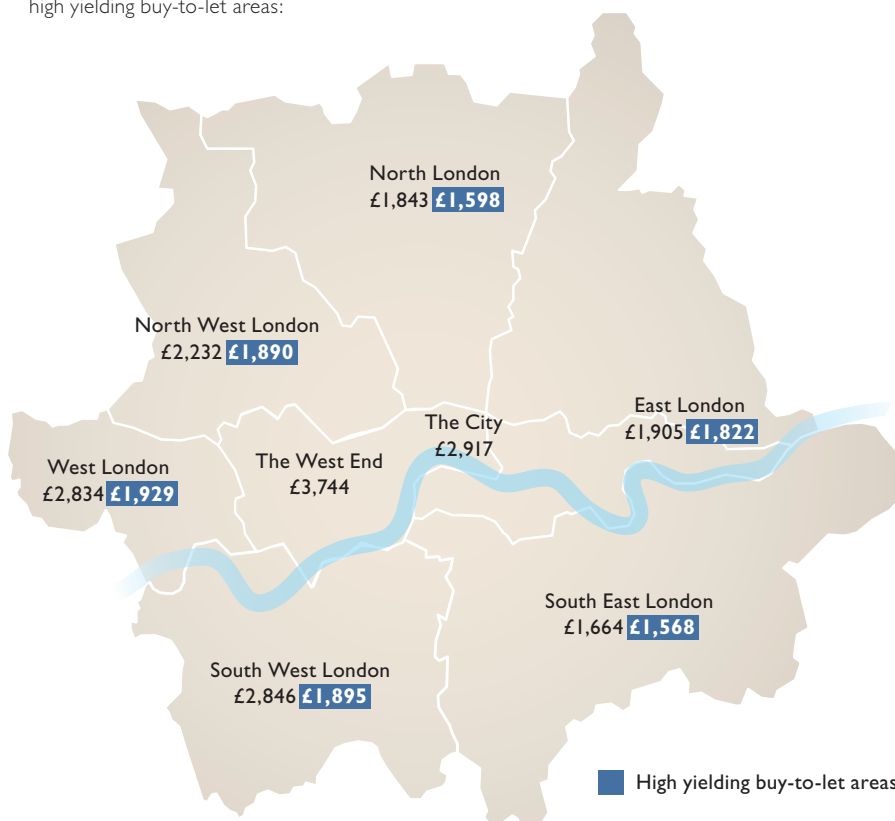 high yielding buy-to-let areas:
North London
£1,843 £1,598
North West London
£2,232 £1,890
East London
£1,905 £1,822
The City
£2,917
West London
£2,834 £1,929
The West End
£3,744
South East London
£1,664 £1,568
South West London
£2,846 £1,895
High yielding buy-to-let areas